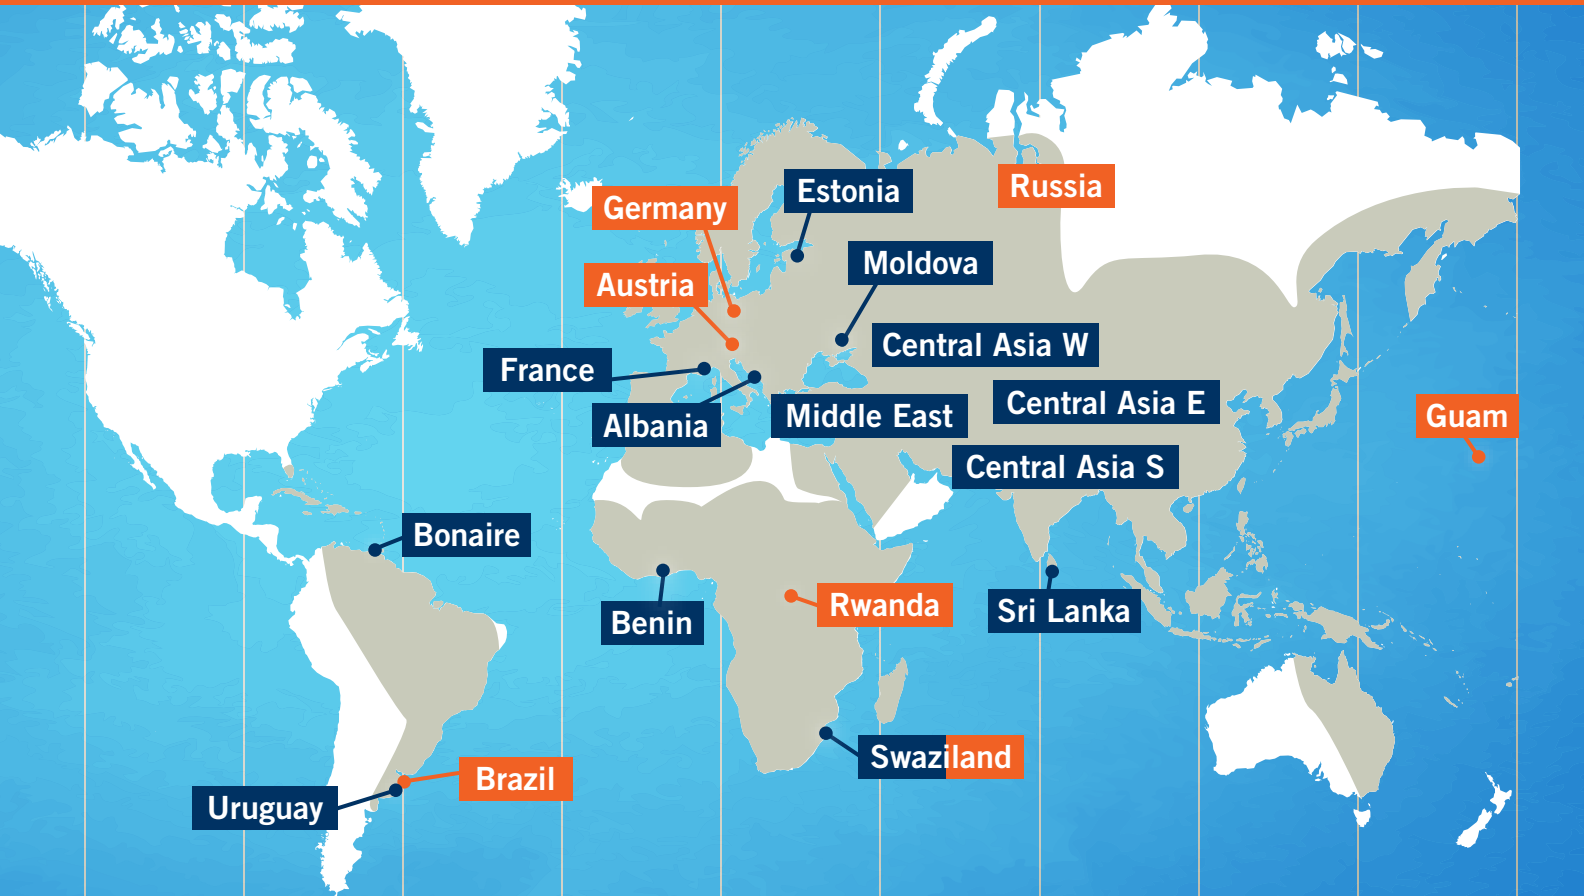 Russia
Estonia
Germany
Moldova
Austria
Central Asia W
France
Central Asia E
Middle East
Guam
Albania
Central Asia S
Bonaire
Rwanda
Sri Lanka
Benin
Swaziland
Brazil
Uruguay